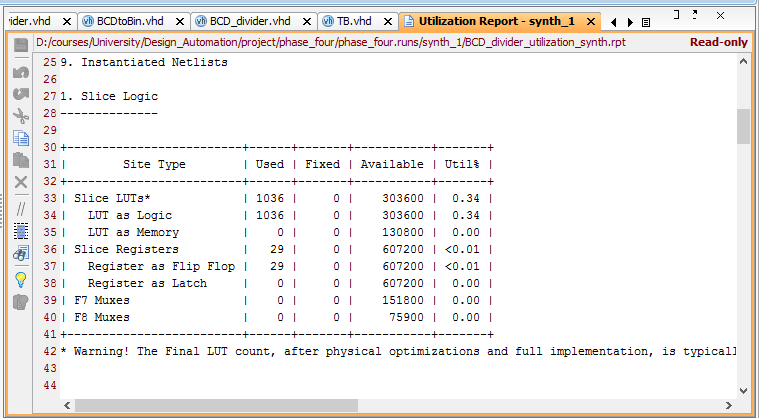 ider.vhd BCDtoBin.vhd BCD_divider.vhd TB.vhd Utilization Report - synth_1
D:/courses/University/Design_Automation/project/phase_four/phase_four.runs/synth_1/BCD_divider_utilization_synth.rpt Read-only
25 9. Instantiated Netlists
26
27 1. Slice Logic
28 --------------
29
30 +-------------------------+------+-------+-----------+-------+
31 |        Site Type        | Used | Fixed | Available | Util% |
32 +-------------------------+------+-------+-----------+-------+
33 | Slice LUTs*             | 1036 |     0 |    303600 |  0.34 |
34 |   LUT as Logic          | 1036 |     0 |    303600 |  0.34 |
35 |   LUT as Memory         |    0 |     0 |    130800 |  0.00 |
36 | Slice Registers         |   29 |     0 |    607200 | <0.01 |
37 |   Register as Flip Flop |   29 |     0 |    607200 | <0.01 |
38 |   Register as Latch     |    0 |     0 |    607200 |  0.00 |
39 | F7 Muxes                |    0 |     0 |    151800 |  0.00 |
40 | F8 Muxes                |    0 |     0 |     75900 |  0.00 |
41 +-------------------------+------+-------+-----------+-------+
42 * Warning! The Final LUT count, after physical optimizations and full implementation, is typicall
43
44